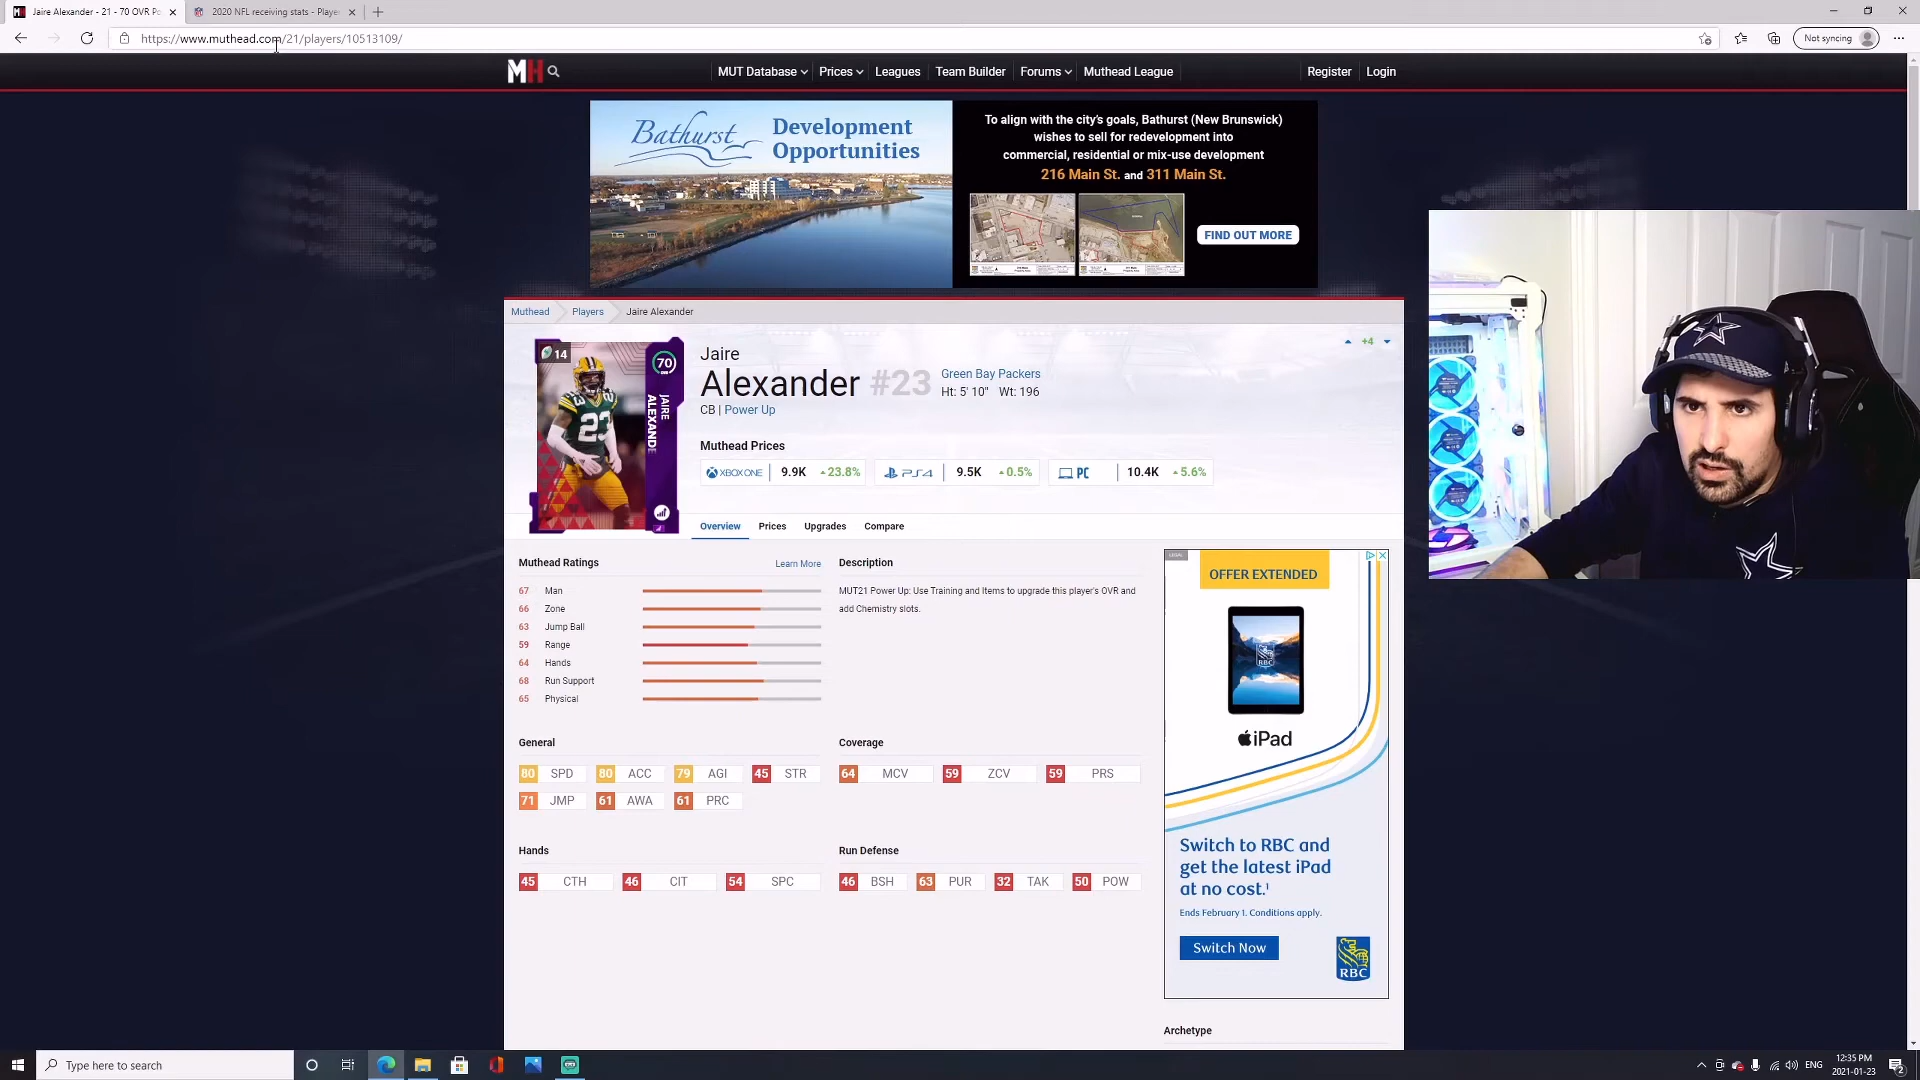 Jaire Alexander - 21 - 70 OVR Po
2020 NFL receiving stats - Player
https://www.muthead.com/21/players/10513109/
Not syncing
MH
MUT Database
Prices
Leagues
Team Builder
Forums
Muthead League
Register
Login
Bathurst
Development
Opportunities
To align with the city's goals, Bathurst (New Brunswick)
wishes to sell for redevelopment into
commercial, residential or mix-use development
216 Main St. and 311 Main St.
FIND OUT MORE
Muthead
Players
Jaire Alexander
14
70
OVR
JAIRE
ALEXANDE
23
Jaire
Alexander #23
Green Bay Packers
Ht: 5' 10" Wt: 196
CB | Power Up
+4
Muthead Prices
XBOX ONE 9.9K 23.8%
PS4 9.5K 0.5%
PC 10.4K 5.6%
Overview
Prices
Upgrades
Compare
Muthead Ratings
Learn More
67 Man
66 Zone
63 Jump Ball
59 Range
64 Hands
68 Run Support
65 Physical
Description
MUT21 Power Up: Use Training and Items to upgrade this player's OVR and
add Chemistry slots.
General
80 SPD 80 ACC 79 AGI 45 STR
71 JMP 61 AWA 61 PRC
Coverage
64 MCV 59 ZCV 59 PRS
Hands
45 CTH 46 CIT 54 SPC
Run Defense
46 BSH 63 PUR 32 TAK 50 POW
LEGAL
OFFER EXTENDED
RBC
iPad
Switch to RBC and
get the latest iPad
at no cost.¹
Ends February 1. Conditions apply.
Switch Now
RBC
Archetype
Type here to search
ENG
12:35 PM
2021-01-23
2